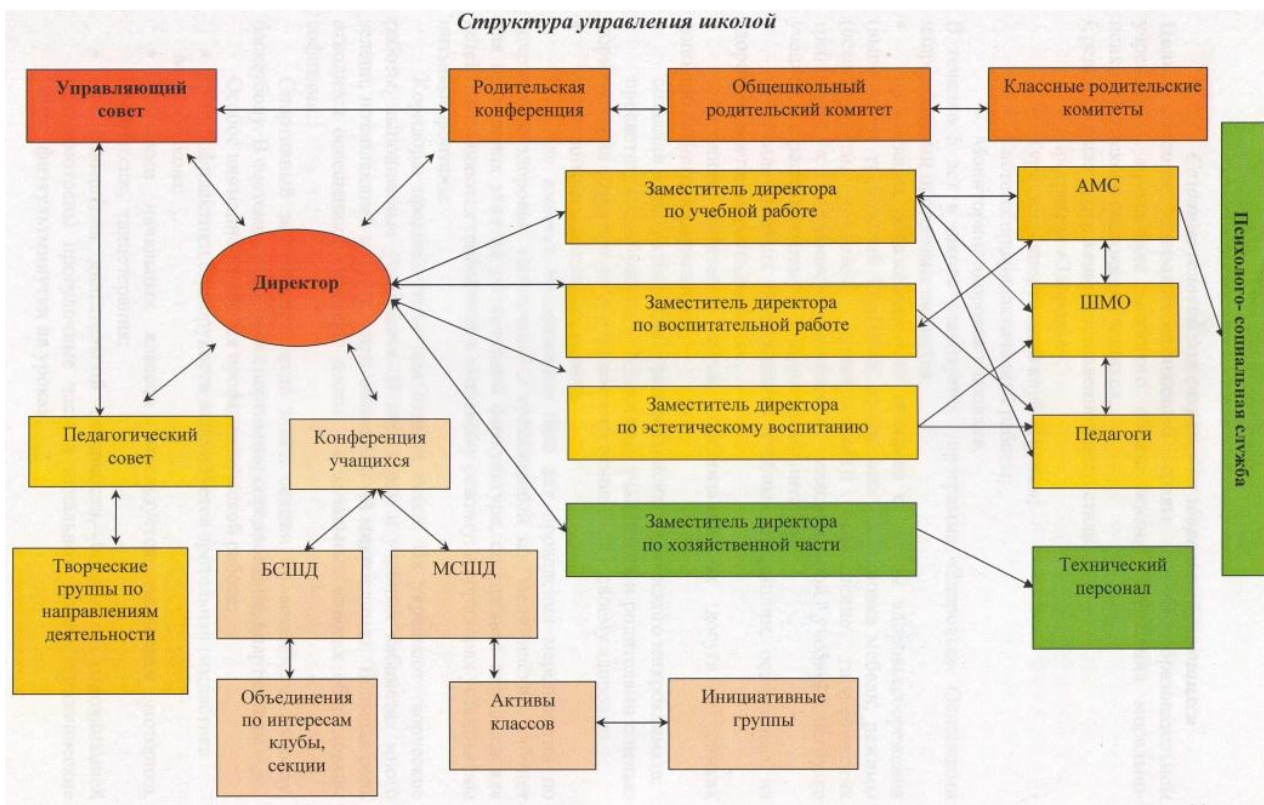 Структура управления школой
Управляющий
совет
Родительская
конференция
Общешкольный
родительский комитет
Классные родительские
комитеты
Директор
Заместитель директора
по учебной работе
АМС
Заместитель директора
по воспитательной работе
ШМО
Заместитель директора
по эстетическому воспитанию
Педагоги
Психолого- социальная служба
Педагогический
совет
Конференция
учащихся
Заместитель директора
по хозяйственной части
Технический
персонал
Творческие
группы по
направлениям
деятельности
БСШД
МСШД
Объединения
по интересам
клубы,
секции
Активы
классов
Инициативные
группы